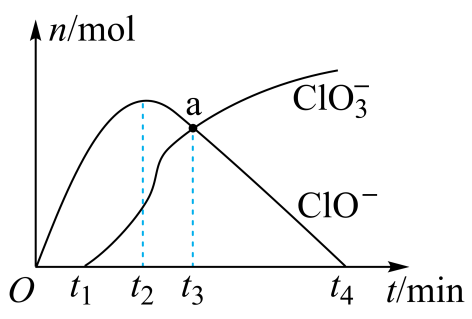 n/mol
a
ClO₃⁻
ClO⁻
O t₁ t₂ t₃ t₄ t/min